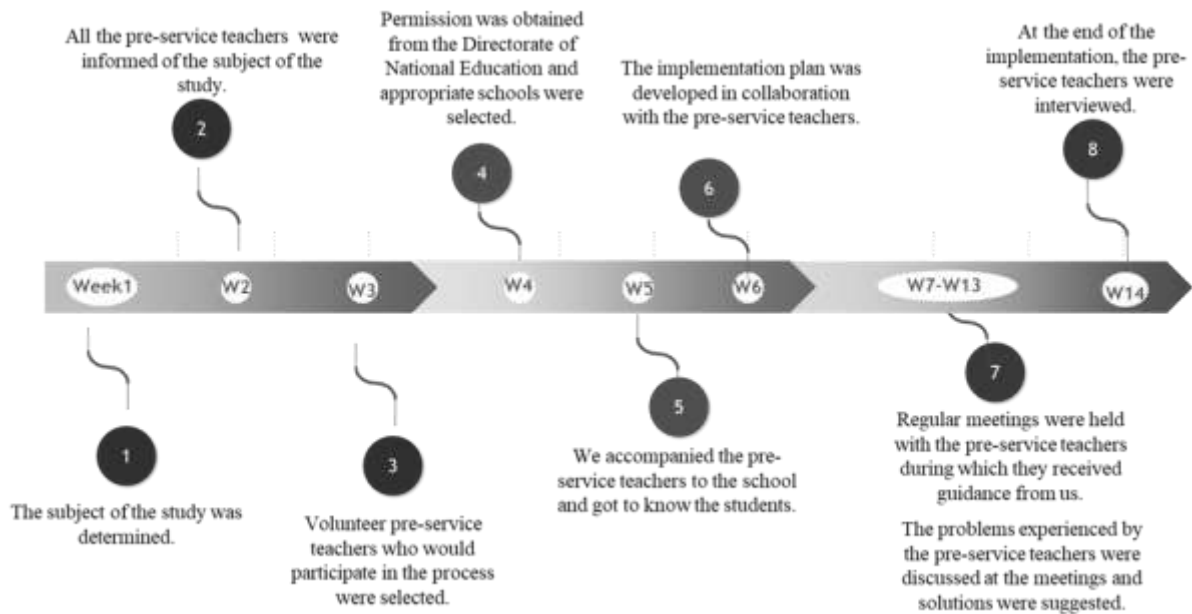 All the pre-service teachers were
informed of the subject of the
study.
2
Permission was obtained
from the Directorate of
National Education and
appropriate schools were
selected.
4
The implementation plan was
developed in collaboration
with the pre-service teachers.
6
At the end of the
implementation, the pre-
service teachers were
interviewed.
8
Week1
W2
W3
W4
W5
W6
W7-W13
W14
1
The subject of the study was
determined.
3
Volunteer pre-service
teachers who would
participate in the process
were selected.
5
We accompanied the pre-
service teachers to the school
and got to know the students.
7
Regular meetings were held
with the pre-service teachers
during which they received
guidance from us.
The problems experienced by
the pre-service teachers were
discussed at the meetings and
solutions were suggested.